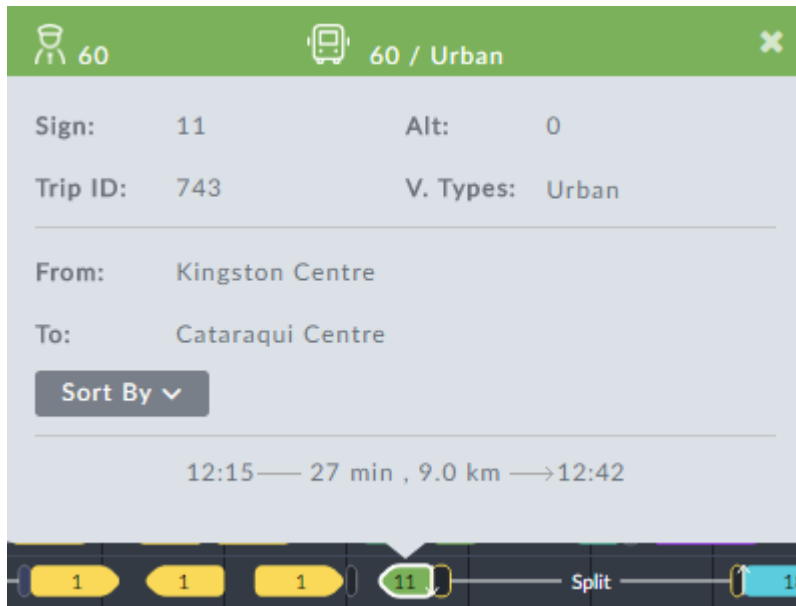 60 60 / Urban
Sign: 11 Alt: 0
Trip ID: 743 V. Types: Urban
From: Kingston Centre
To: Cataraqui Centre
Sort By
12:15 27 min , 9.0 km 12:42
1 1 1 11 Split